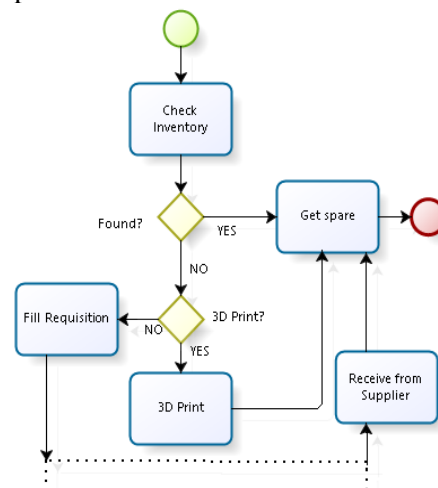 Check
Inventory
Found?
YES
Get spare
NO
Fill Requisition
NO
3D Print?
YES
3D Print
Receive from
Supplier